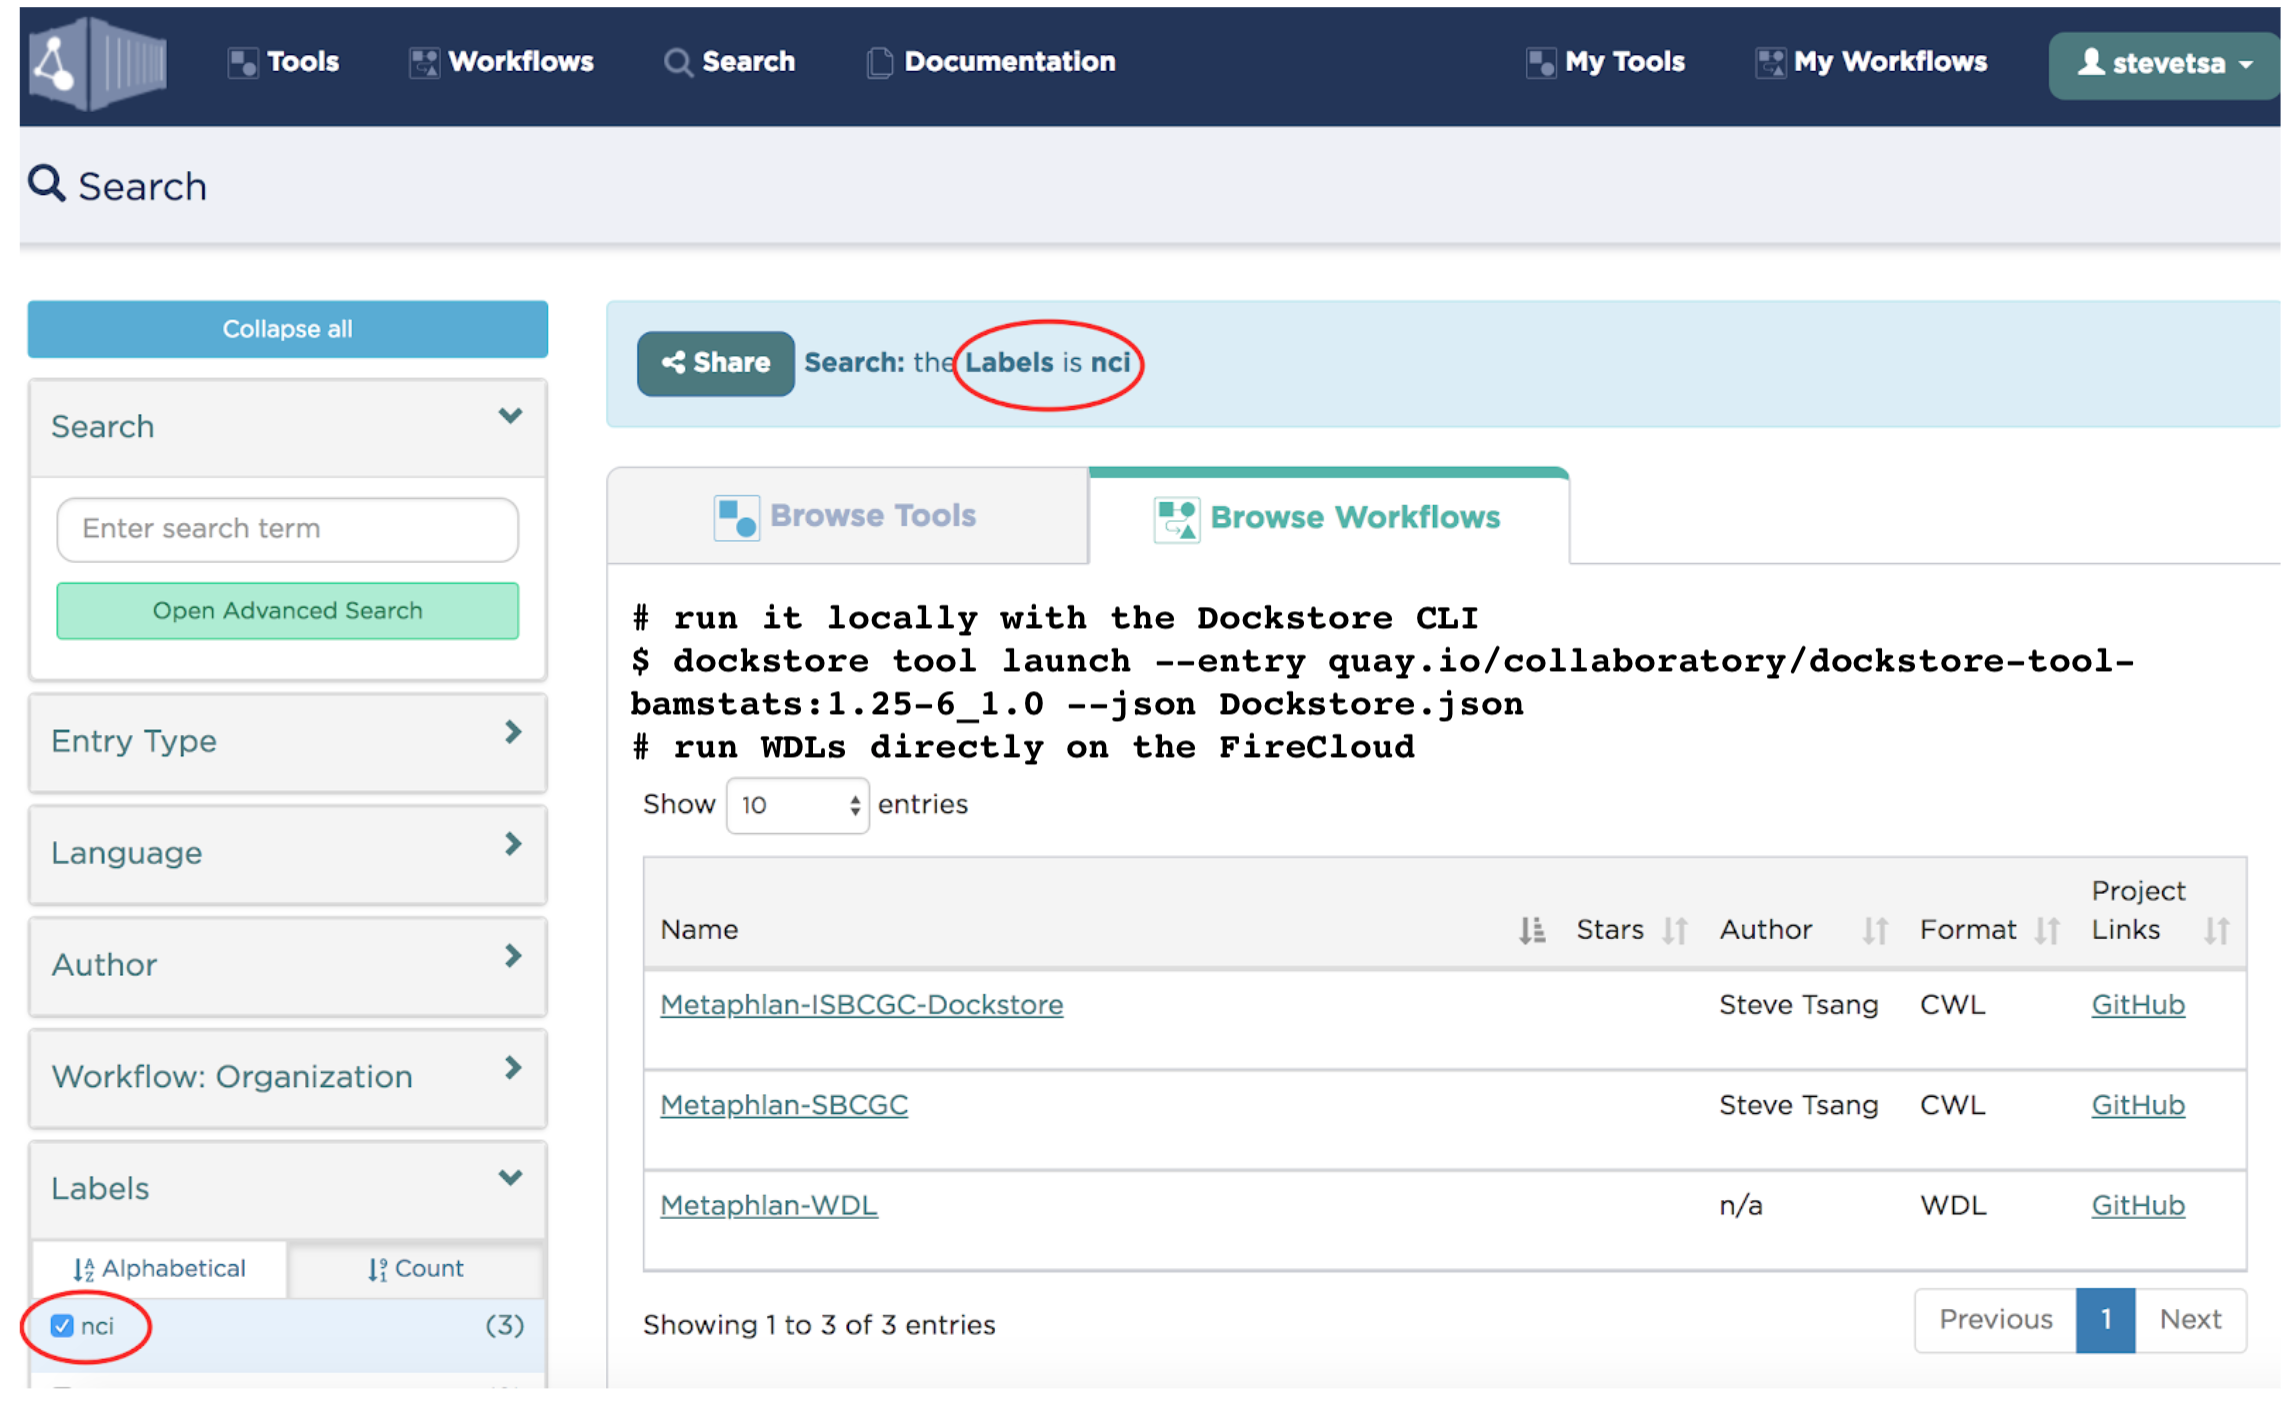 Tools Workflows Search Documentation My Tools My Workflows stevetsa
Search
Collapse all
Search
Enter search term
Open Advanced Search
Entry Type
Language
Author
Workflow: Organization
Labels
Alphabetical Count
nci (3)
Share Search: the Labels is nci
Browse Tools Browse Workflows
# run it locally with the Dockstore CLI
$ dockstore tool launch --entry quay.io/collaboratory/dockstore-tool-
bamstats:1.25-6_1.0 --json Dockstore.json
# run WDLs directly on the FireCloud
Show 10 entries
Name Stars Author Format Project Links
Metaphlan-ISBCGC-Dockstore Steve Tsang CWL GitHub
Metaphlan-SBCGC Steve Tsang CWL GitHub
Metaphlan-WDL n/a WDL GitHub
Showing 1 to 3 of 3 entries
Previous 1 Next